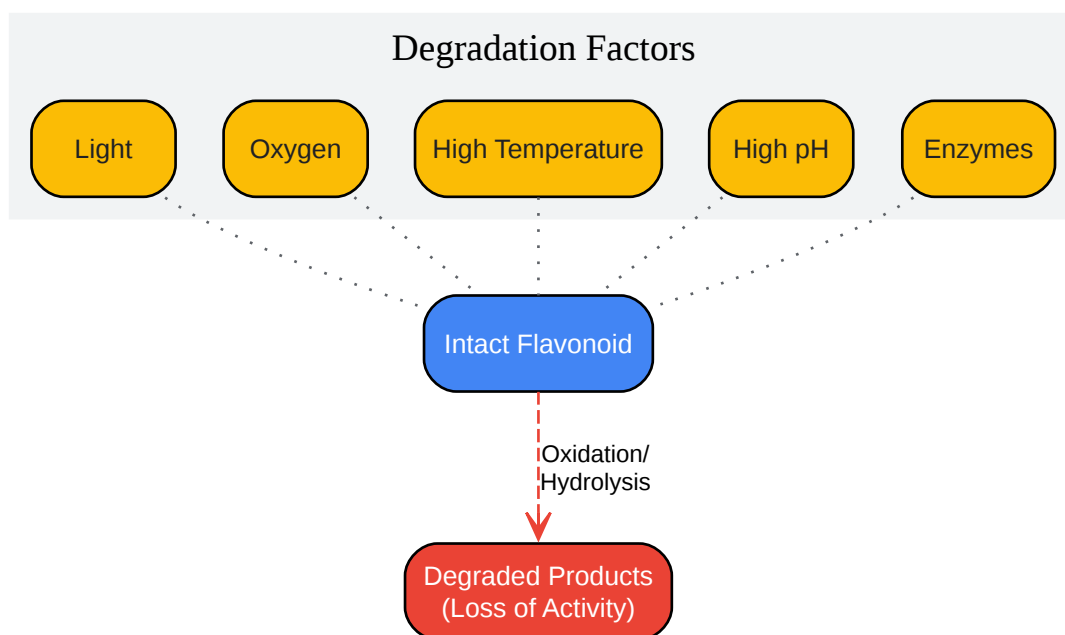 Degradation Factors
Light
Oxygen
High Temperature
High pH
Enzymes
Intact Flavonoid
Oxidation/
Hydrolysis
Degraded Products
(Loss of Activity)